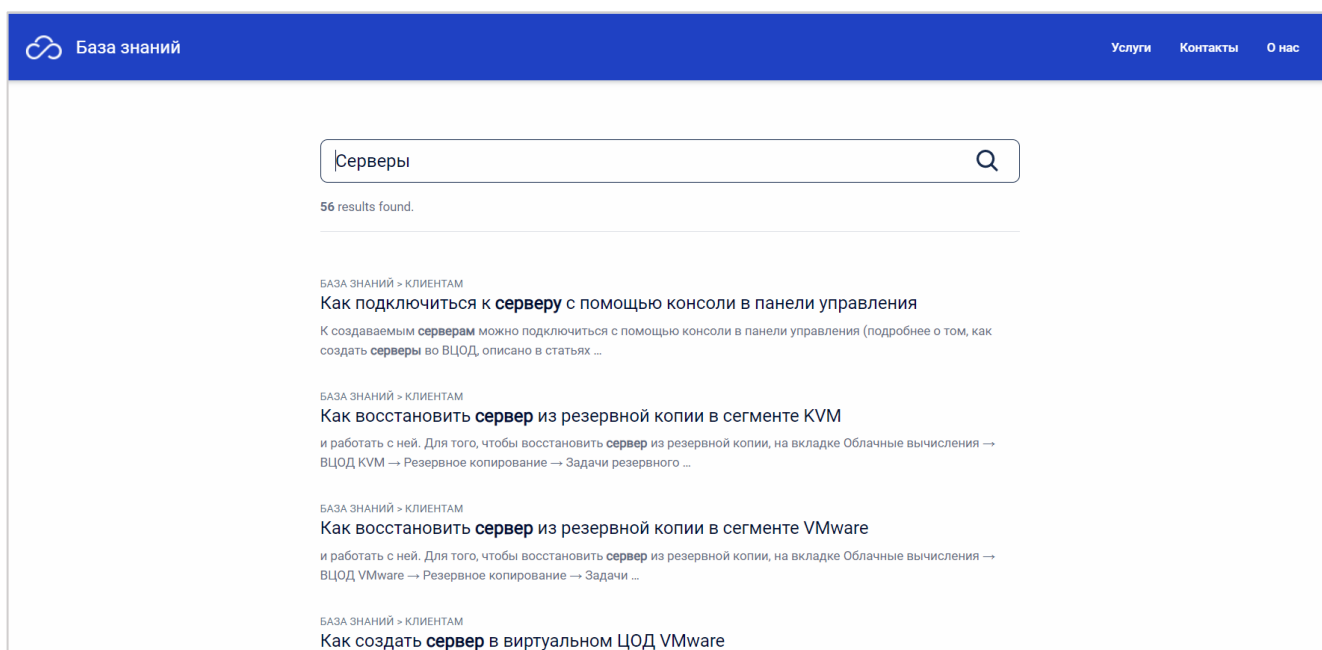 База знаний
Услуги Контакты О нас
Серверы
56 results found.
БАЗА ЗНАНИЙ > КЛИЕНТАМ
Как подключиться к серверу с помощью консоли в панели управления
К создаваемым серверам можно подключиться с помощью консоли в панели управления (подробнее о том, как
создать серверы во ВЦОД, описано в статьях ...
БАЗА ЗНАНИЙ > КЛИЕНТАМ
Как восстановить сервер из резервной копии в сегменте KVM
и работать с ней. Для того, чтобы восстановить сервер из резервной копии, на вкладке Облачные вычисления →
ВЦОД KVM → Резервное копирование → Задачи резервного ...
БАЗА ЗНАНИЙ > КЛИЕНТАМ
Как восстановить сервер из резервной копии в сегменте VMware
и работать с ней. Для того, чтобы восстановить сервер из резервной копии, на вкладке Облачные вычисления →
ВЦОД VMware → Резервное копирование → Задачи ...
БАЗА ЗНАНИЙ > КЛИЕНТАМ
Как создать сервер в виртуальном ЦОД VMware